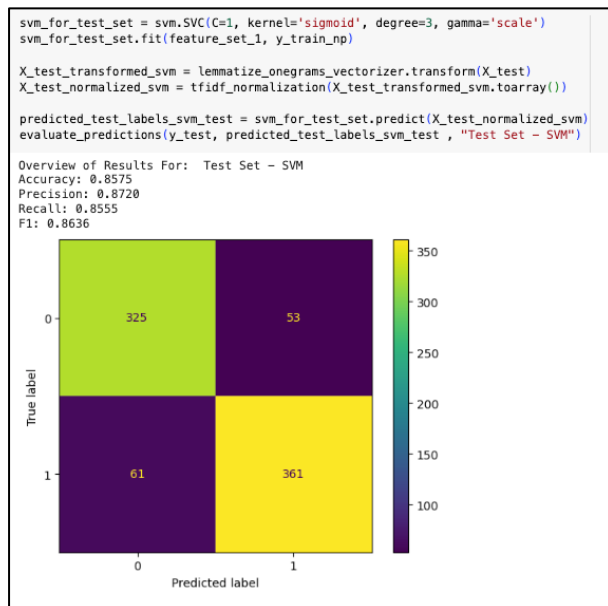 svm_for_test_set = svm.SVC(C=1, kernel='sigmoid', degree=3, gamma='scale')
svm_for_test_set.fit(feature_set_1, y_train_np)
X_test_transformed_svm = lemmatize_onegrams_vectorizer.transform(X_test)
X_test_normalized_svm = tfidf_normalization(X_test_transformed_svm.toarray())
predicted_test_labels_svm_test = svm_for_test_set.predict(X_test_normalized_svm)
evaluate_predictions(y_test, predicted_test_labels_svm_test , "Test Set – SVM")
Overview of Results For:  Test Set – SVM
Accuracy: 0.8575
Precision: 0.8720
Recall: 0.8555
F1: 0.8636
350
300
250
200
150
100
0
325
53
True label
1
61
361
0
1
Predicted label